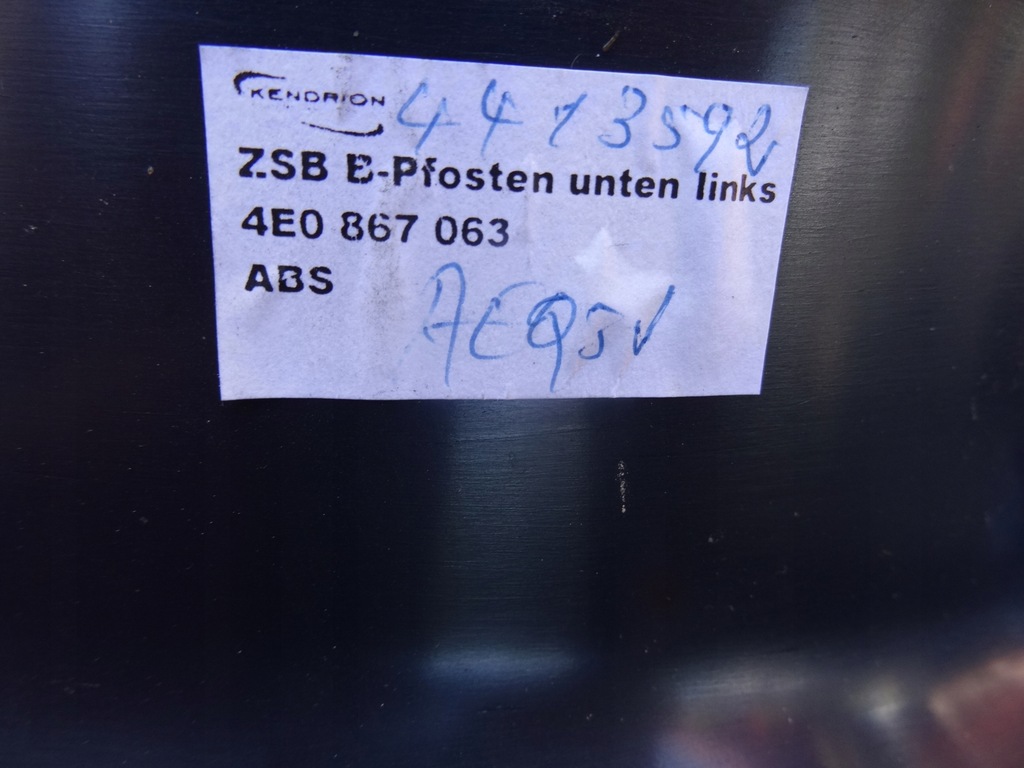 KENDRION 4413592
ZSB B-Pfosten unten links
4E0 867 063
ABS